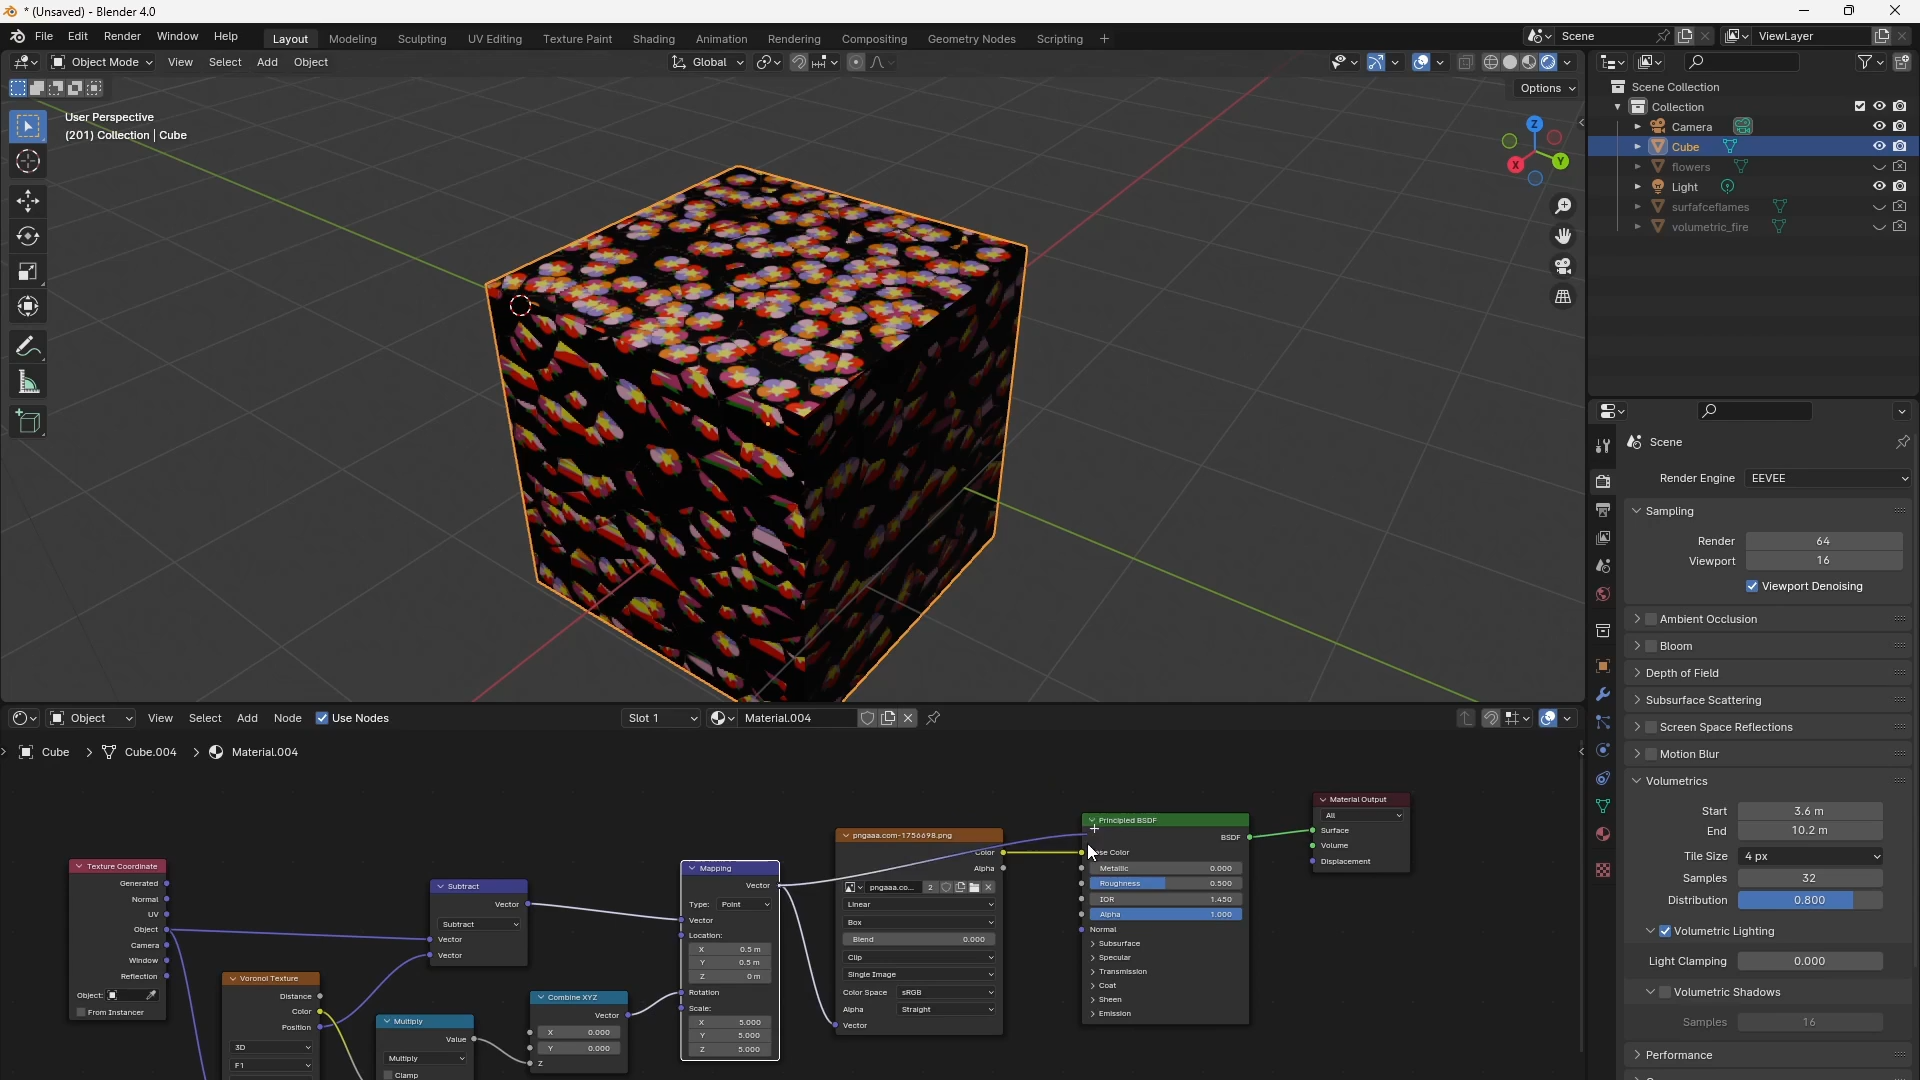 * (Unsaved) - Blender 4.0
File Edit Render Window Help Layout Modeling Sculpting UV Editing Texture Paint Shading Animation Rendering Compositing Geometry Nodes Scripting + Scene ViewLayer
Object Mode View Select Add Object Global
Options
User Perspective
(201) Collection | Cube
Z
Y
X
Scene Collection
Collection
Camera
Cube
flowers
Light
surfafceflames
volumetric_fire
Scene
Render Engine EEVEE
Sampling
Render 64
Viewport 16
Viewport Denoising
Ambient Occlusion
Bloom
Depth of Field
Subsurface Scattering
Screen Space Reflections
Motion Blur
Volumetrics
Start 3.6 m
End 10.2 m
Tile Size 4 px
Samples 32
Distribution 0.800
Volumetric Lighting
Light Clamping 0.000
Volumetric Shadows
Samples 16
Performance
Object View Select Add Node Use Nodes Slot 1 Material.004
Cube > Cube.004 > Material.004
Texture Coordinate
Generated
Normal
UV
Object
Camera
Window
Reflection
Object:
From Instancer
Voronoi Texture
Distance
Color
Position
3D
F1
Subtract
Vector
Subtract
Vector
Vector
Multiply
Value
Multiply
Clamp
Combine XYZ
Vector
X 0.000
Y 0.000
Z
Mapping
Vector
Type: Point
Vector
Location:
X 0.5 m
Y 0.5 m
Z 0 m
Rotation
Scale:
X 5.000
Y 5.000
Z 5.000
pngaaa.com-1756698.png
Color
Alpha
pngaaa.co... 2
Linear
Box
Blend 0.000
Clip
Single Image
Color Space sRGB
Alpha Straight
Vector
Principled BSDF
BSDF
Base Color
Metallic 0.000
Roughness 0.500
IOR 1.450
Alpha 1.000
Normal
Subsurface
Specular
Transmission
Coat
Sheen
Emission
Material Output
All
Surface
Volume
Displacement